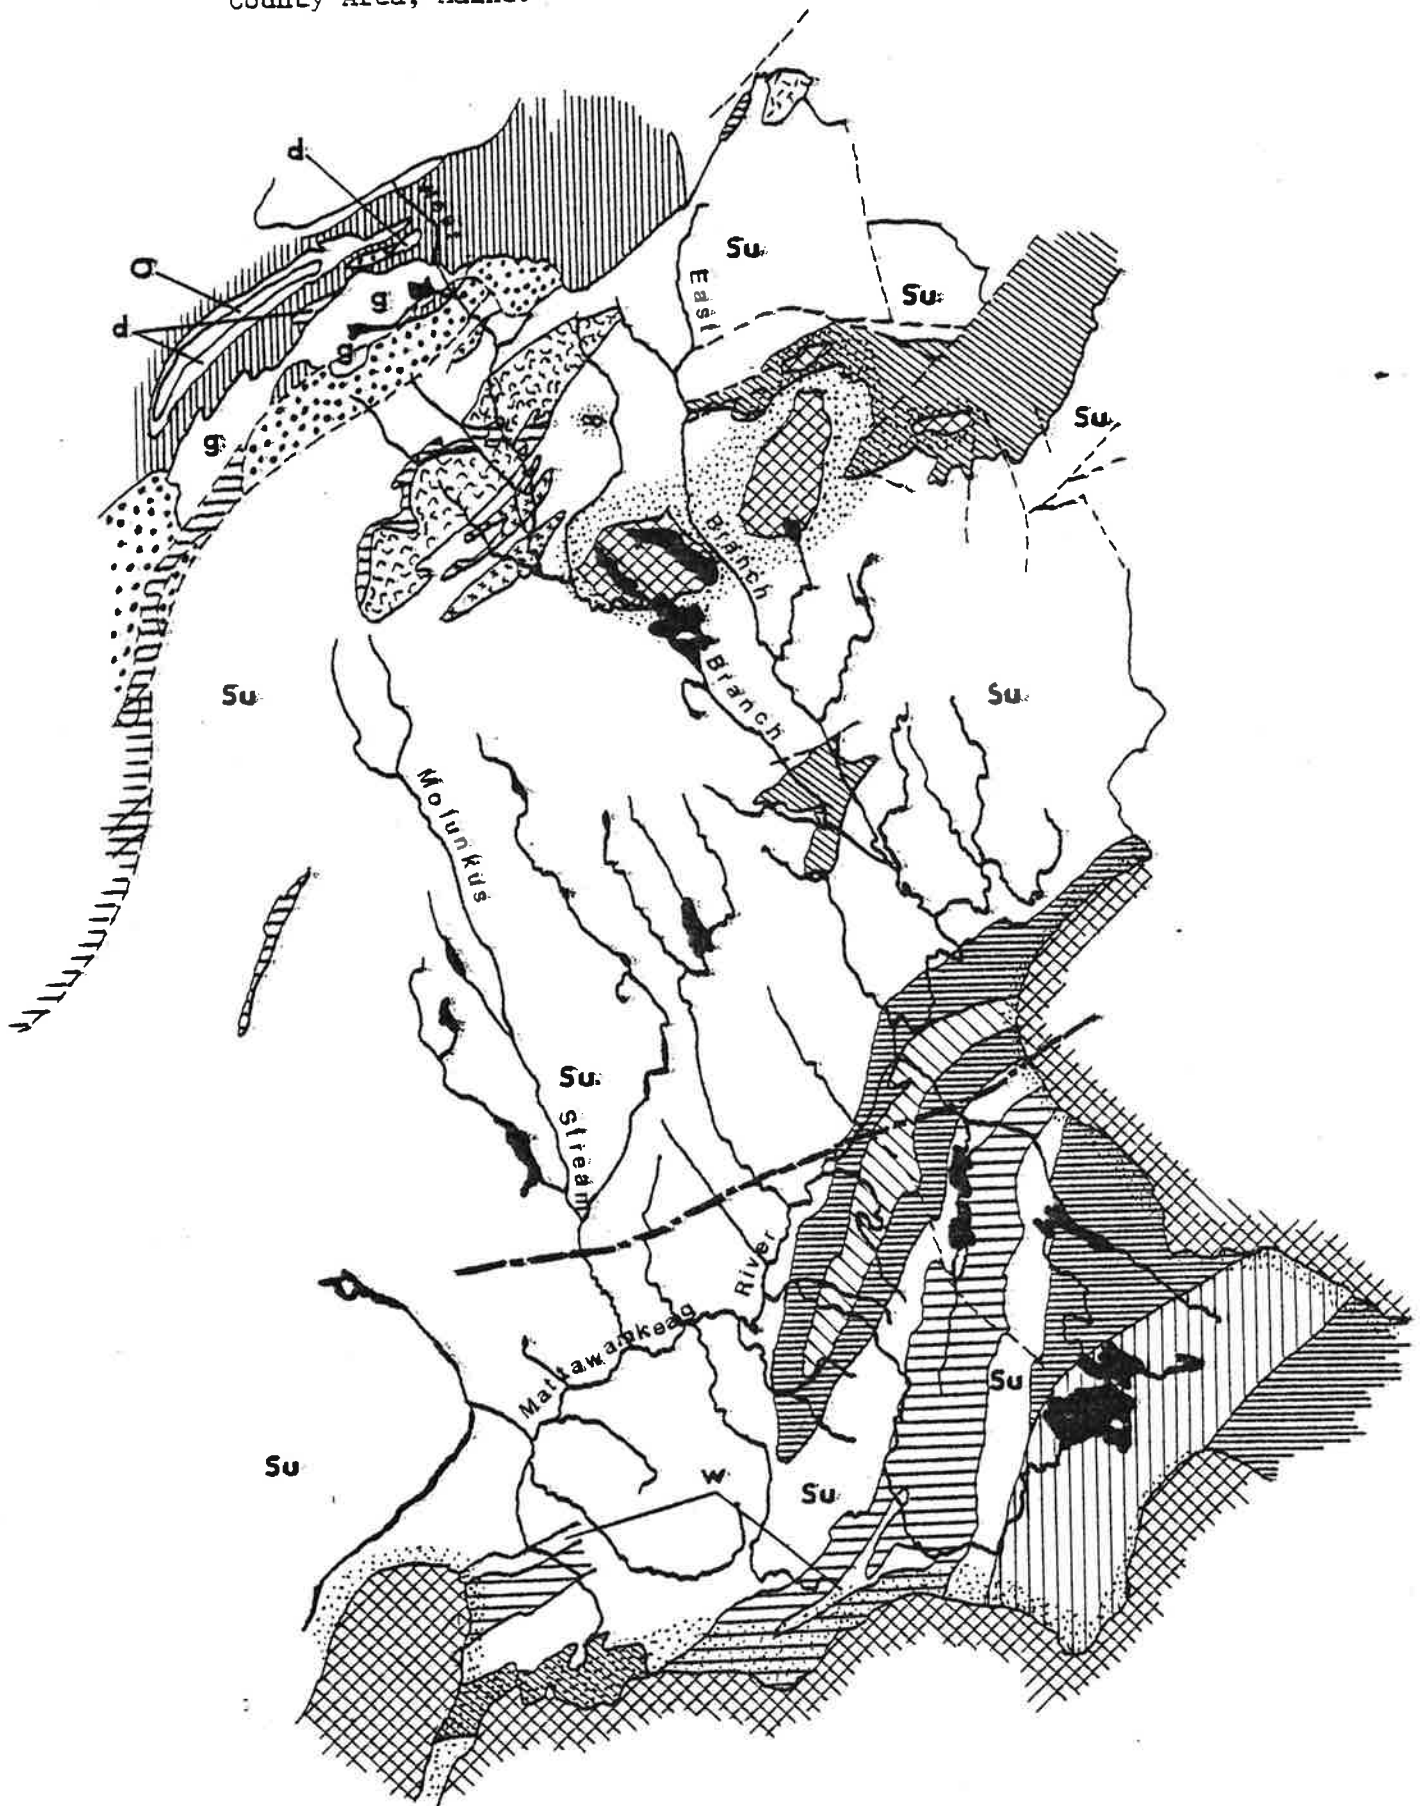 County Area, Maine.
d
Su
East
Su
g
g
d
g
Su
g
Branch
Su
Branch
Su
Molunkus
Su.
Stream
River
Mattawamkeag
Su
Su
w
Su